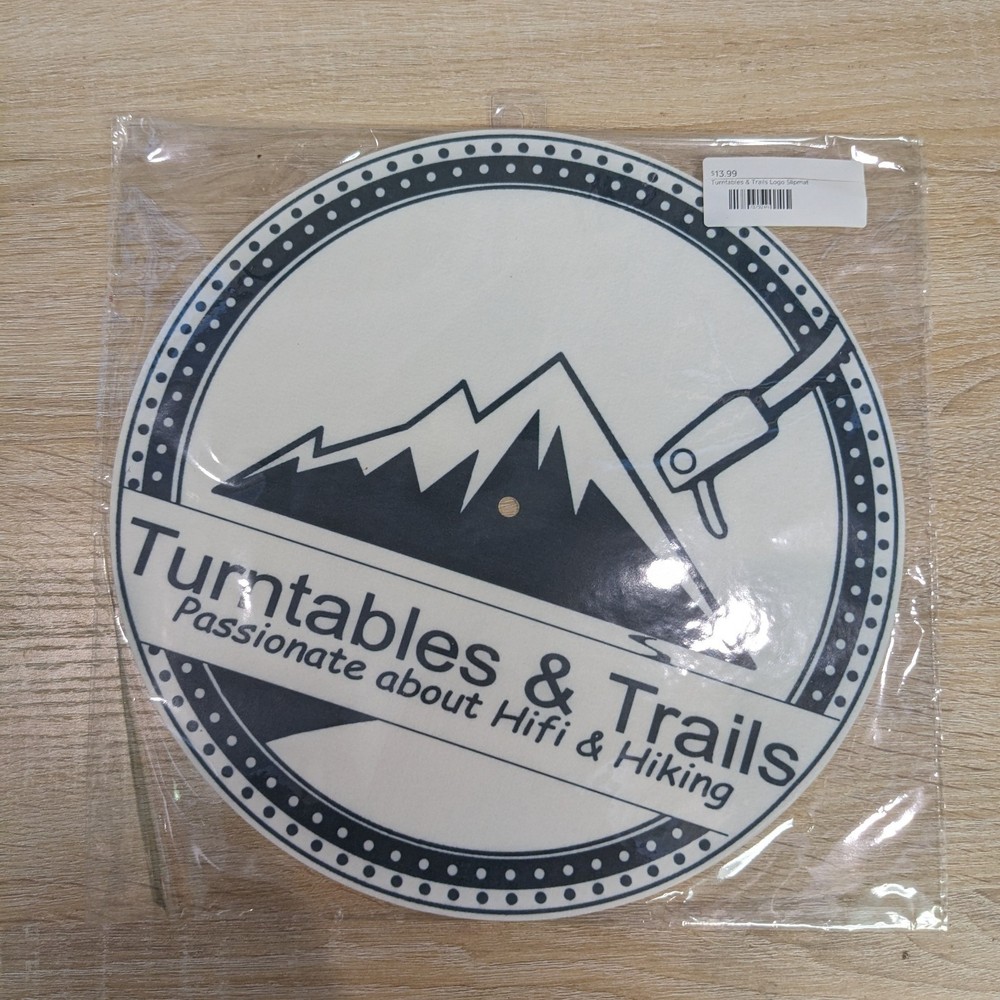 $13.99
Turntables & Trails Logo Slipmat
Turntables & Trails
Passionate about Hifi & Hiking